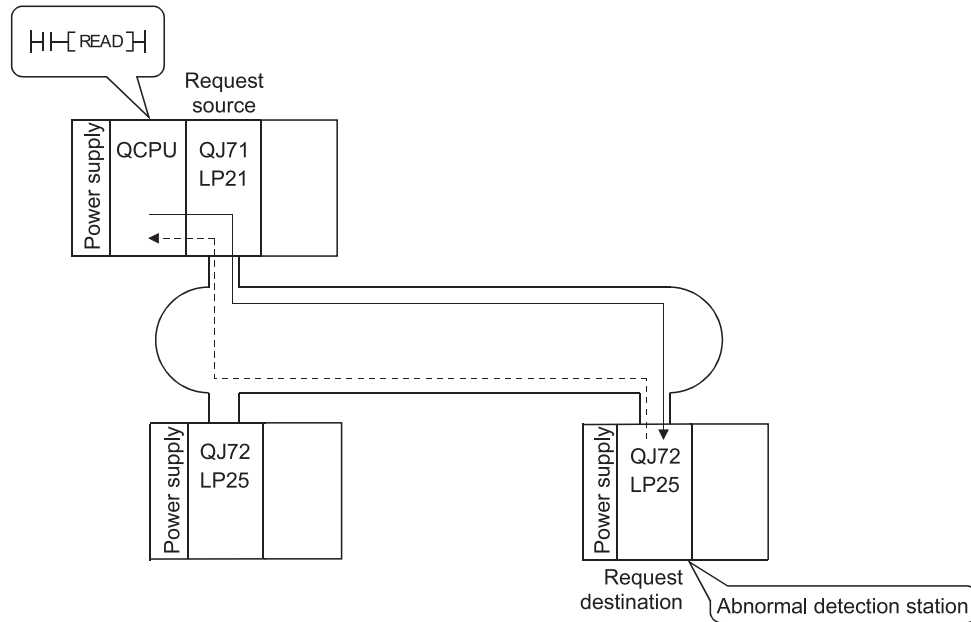 READ
Request
source
Power supply
QCPU
QJ71
LP21
Power supply
QJ72
LP25
Power supply
QJ72
LP25
Request
destination
Abnormal detection station